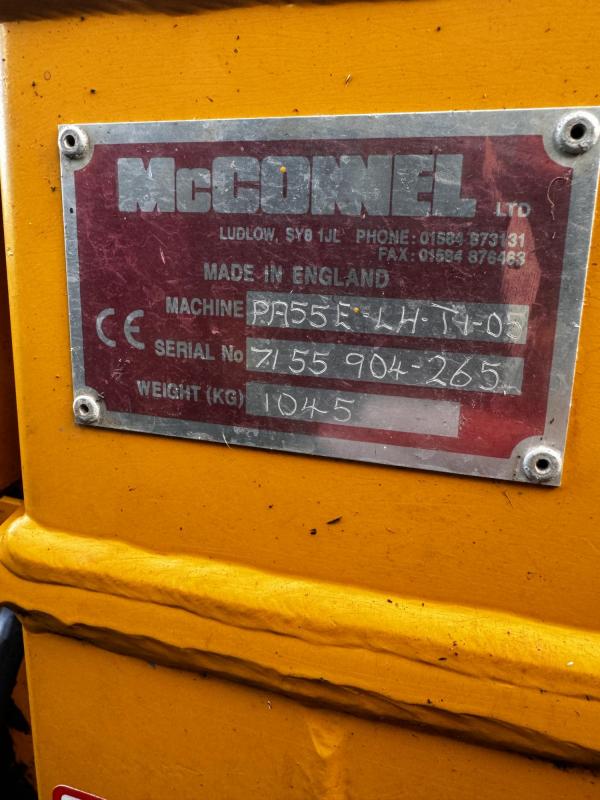 McCONNEL LTD
LUDLOW, SY8 1JL PHONE: 01584 873131
FAX: 01584 876463
MADE IN ENGLAND
MACHINE PA55E-LH-T4-05
CE SERIAL No 7155 904-265
WEIGHT (KG) 1045